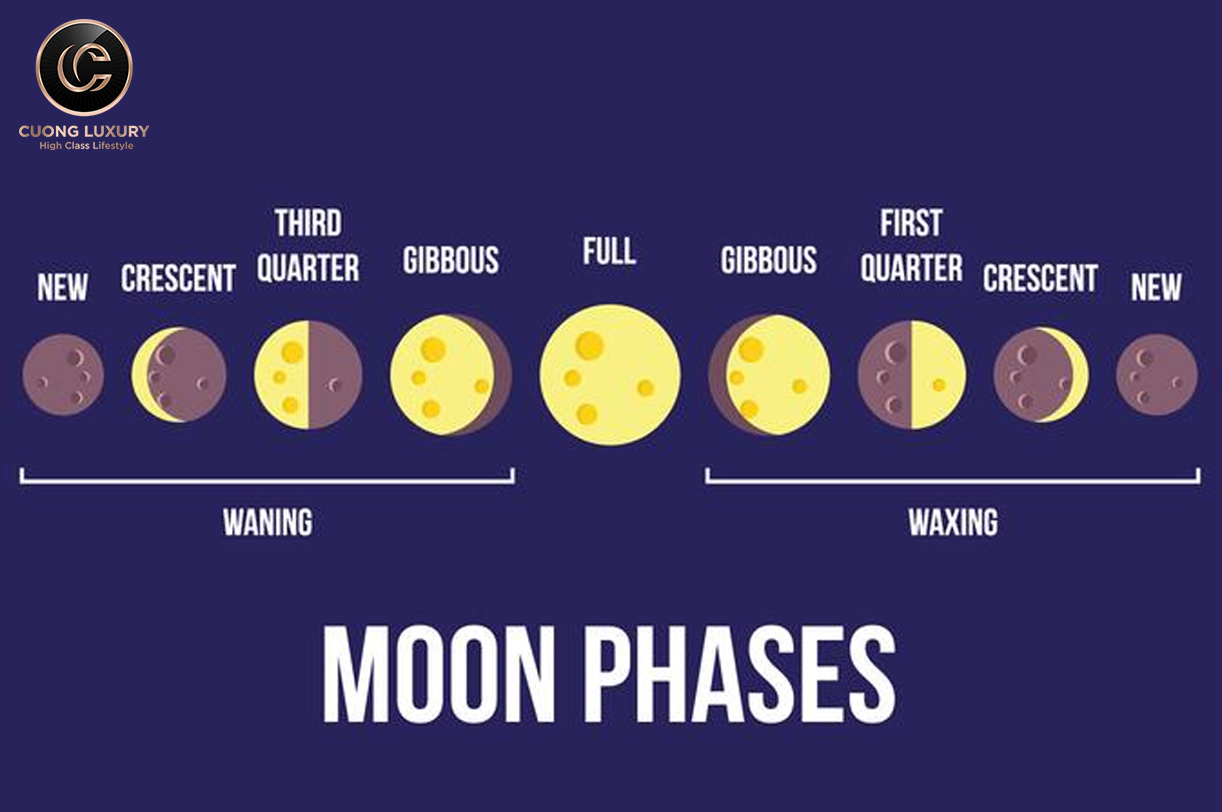 CUONG LUXURY
High Class Lifestyle
NEW
CRESCENT
THIRD
QUARTER
GIBBOUS
FULL
GIBBOUS
FIRST
QUARTER
CRESCENT
NEW
WANING
WAXING
MOON PHASES